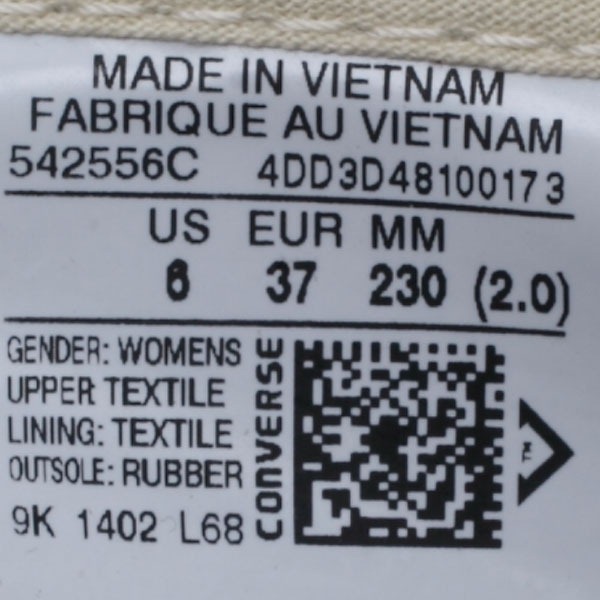 MADE IN VIETNAM
FABRIQUE AU VIETNAM
542556C 4DD3D48100173
US EUR MM
6 37 230 (2.0)
GENDER: WOMENS
UPPER TEXTILE
LINING: TEXTILE
OUTSOLE: RUBBER
9K 1402 L68
CONVERSE